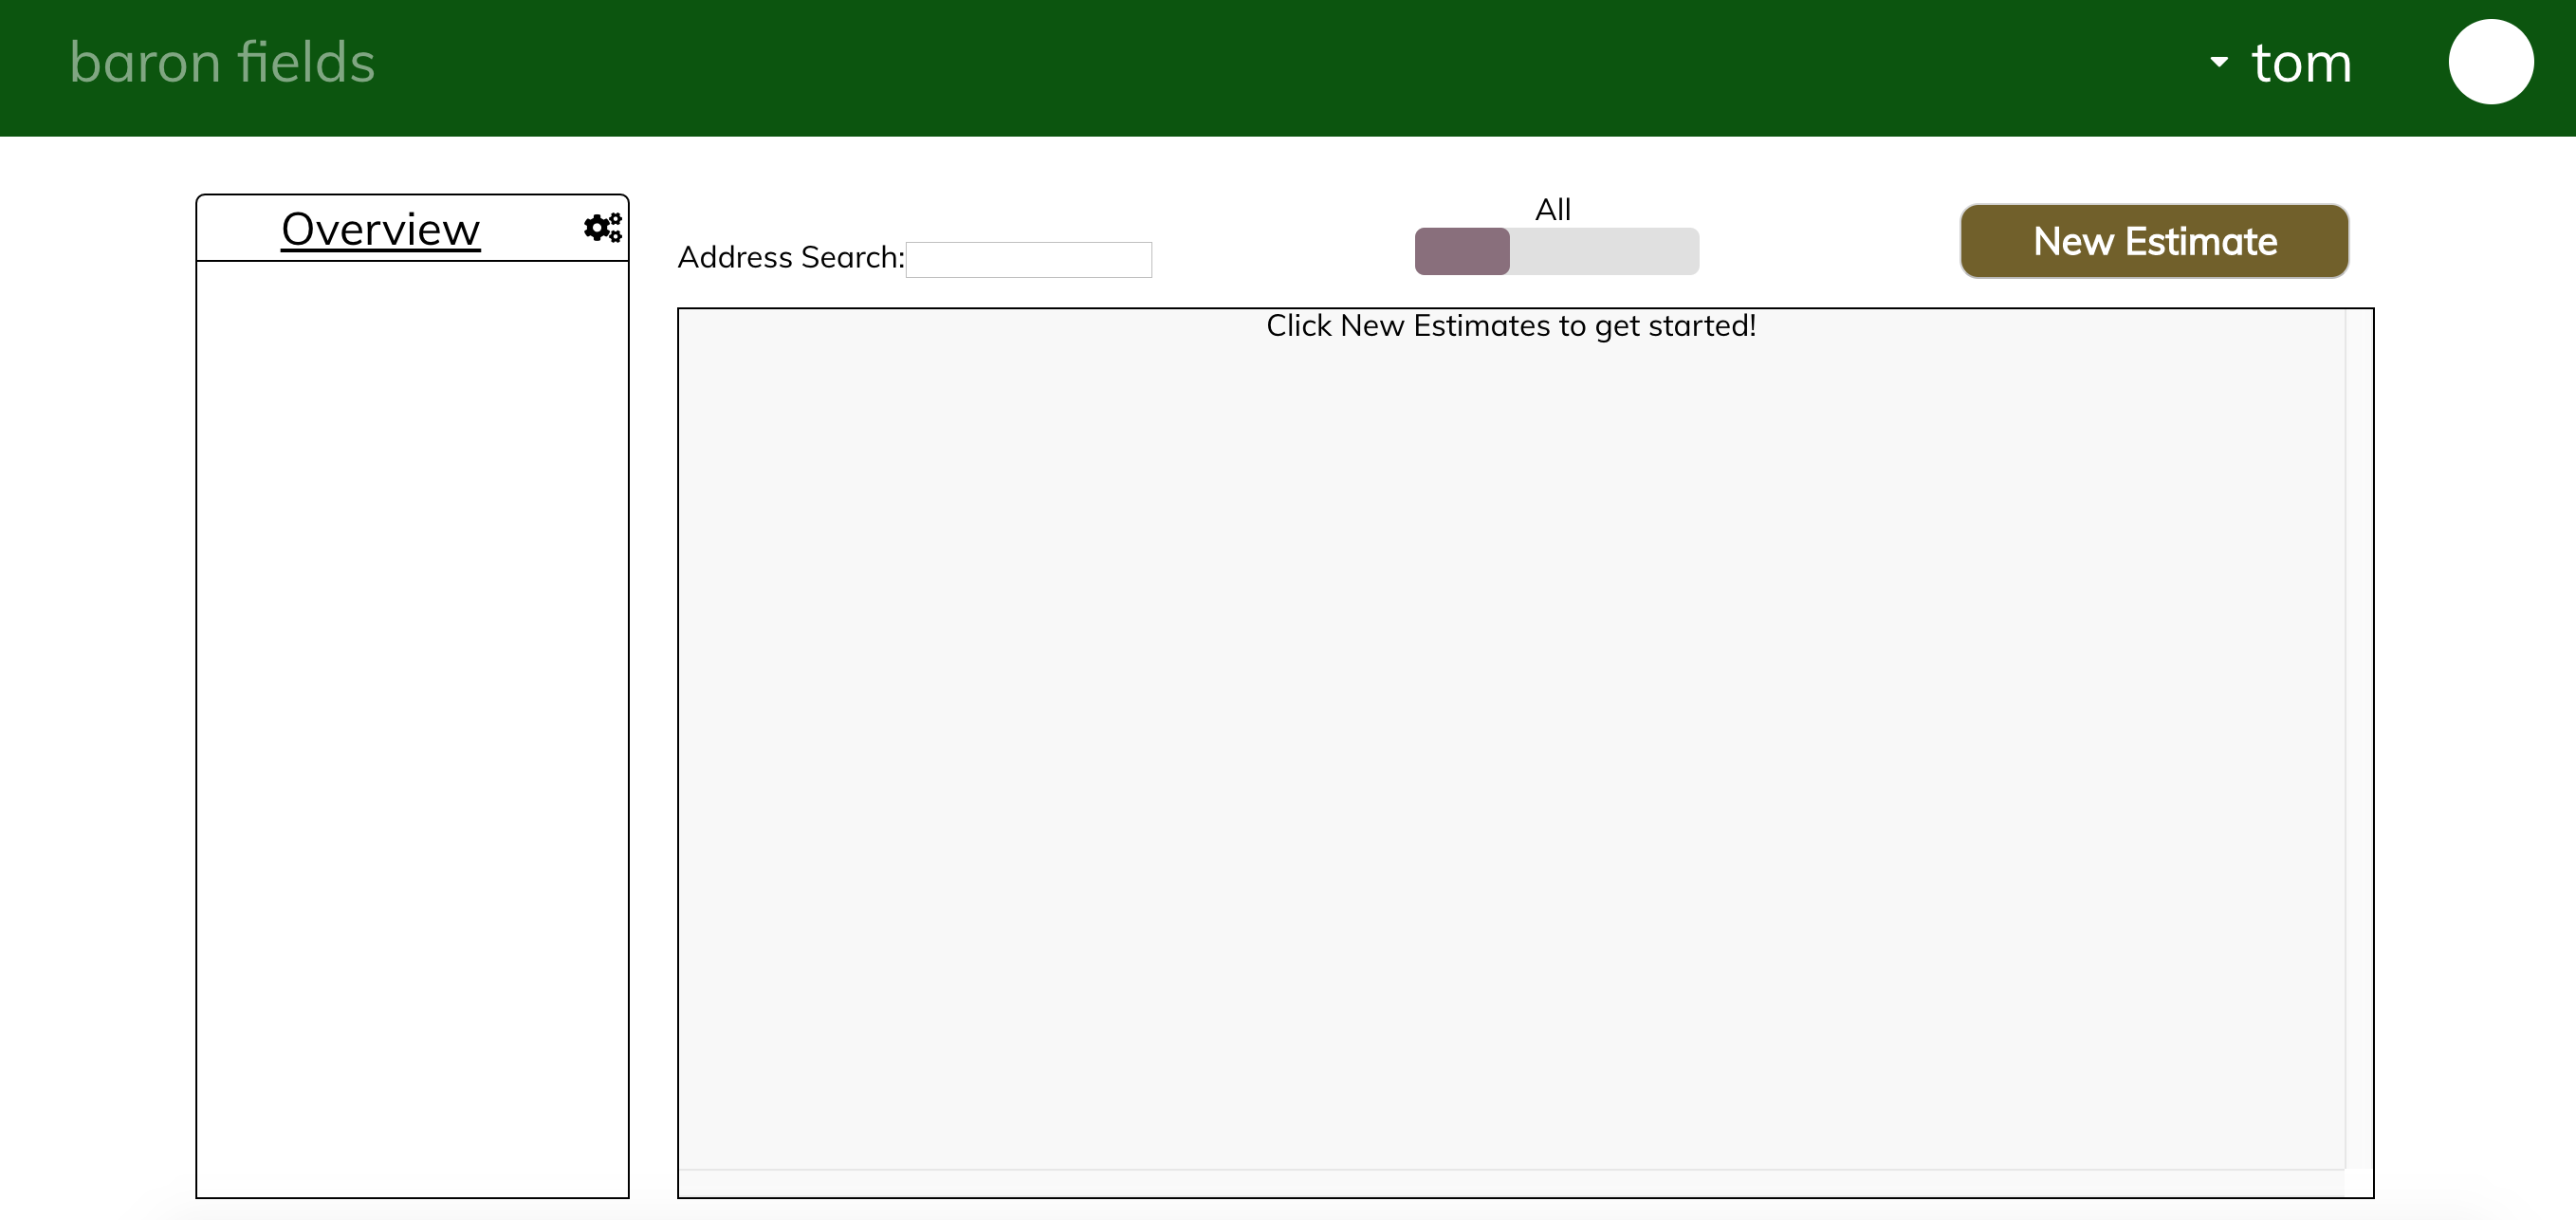 baron fields
tom
Overview
All
Address Search:
New Estimate
Click New Estimates to get started!